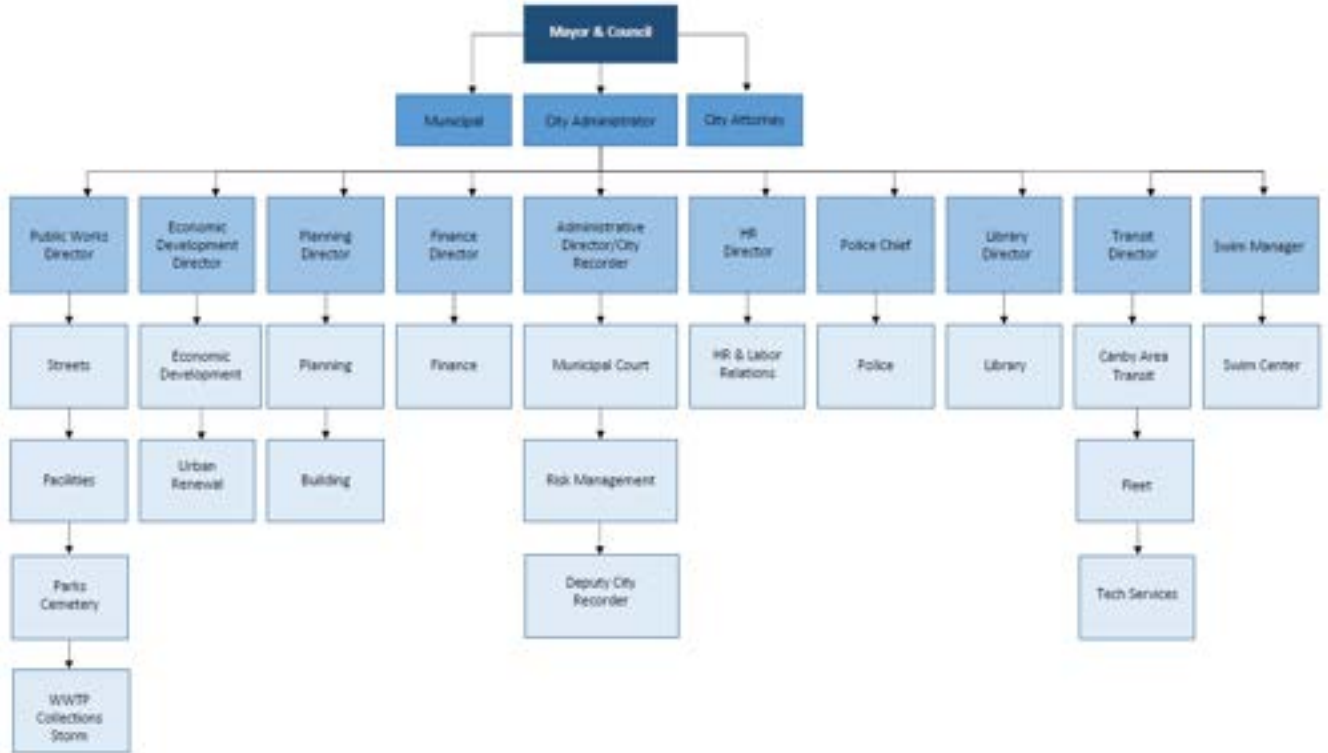 Mayor & Council
Municipal
City Administrator
City Attorney
Public Works
Director
Economic
Development
Director
Planning
Director
Finance
Director
Administrative
Director/City
Recorder
HR
Director
Police Chief
Library
Director
Transit
Director
Swim Manager
Streets
Economic
Development
Planning
Finance
Municipal Court
HR & Labor
Relations
Police
Library
Canby Area
Transit
Swim Center
Facilities
Urban
Renewal
Building
Risk Management
Fleet
Parks
Cemetery
Deputy City
Recorder
Tech Services
WWTP
Collections
Storm